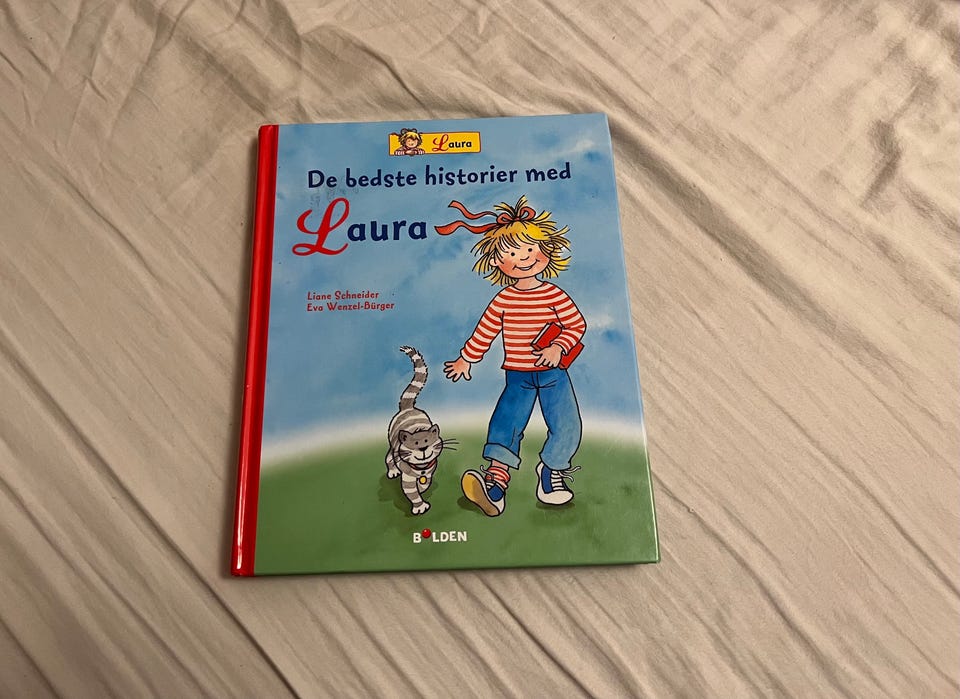 Laura
De bedste historier med
Laura
Liane Schneider
Eva Wenzel-Bürger
BOLDEN